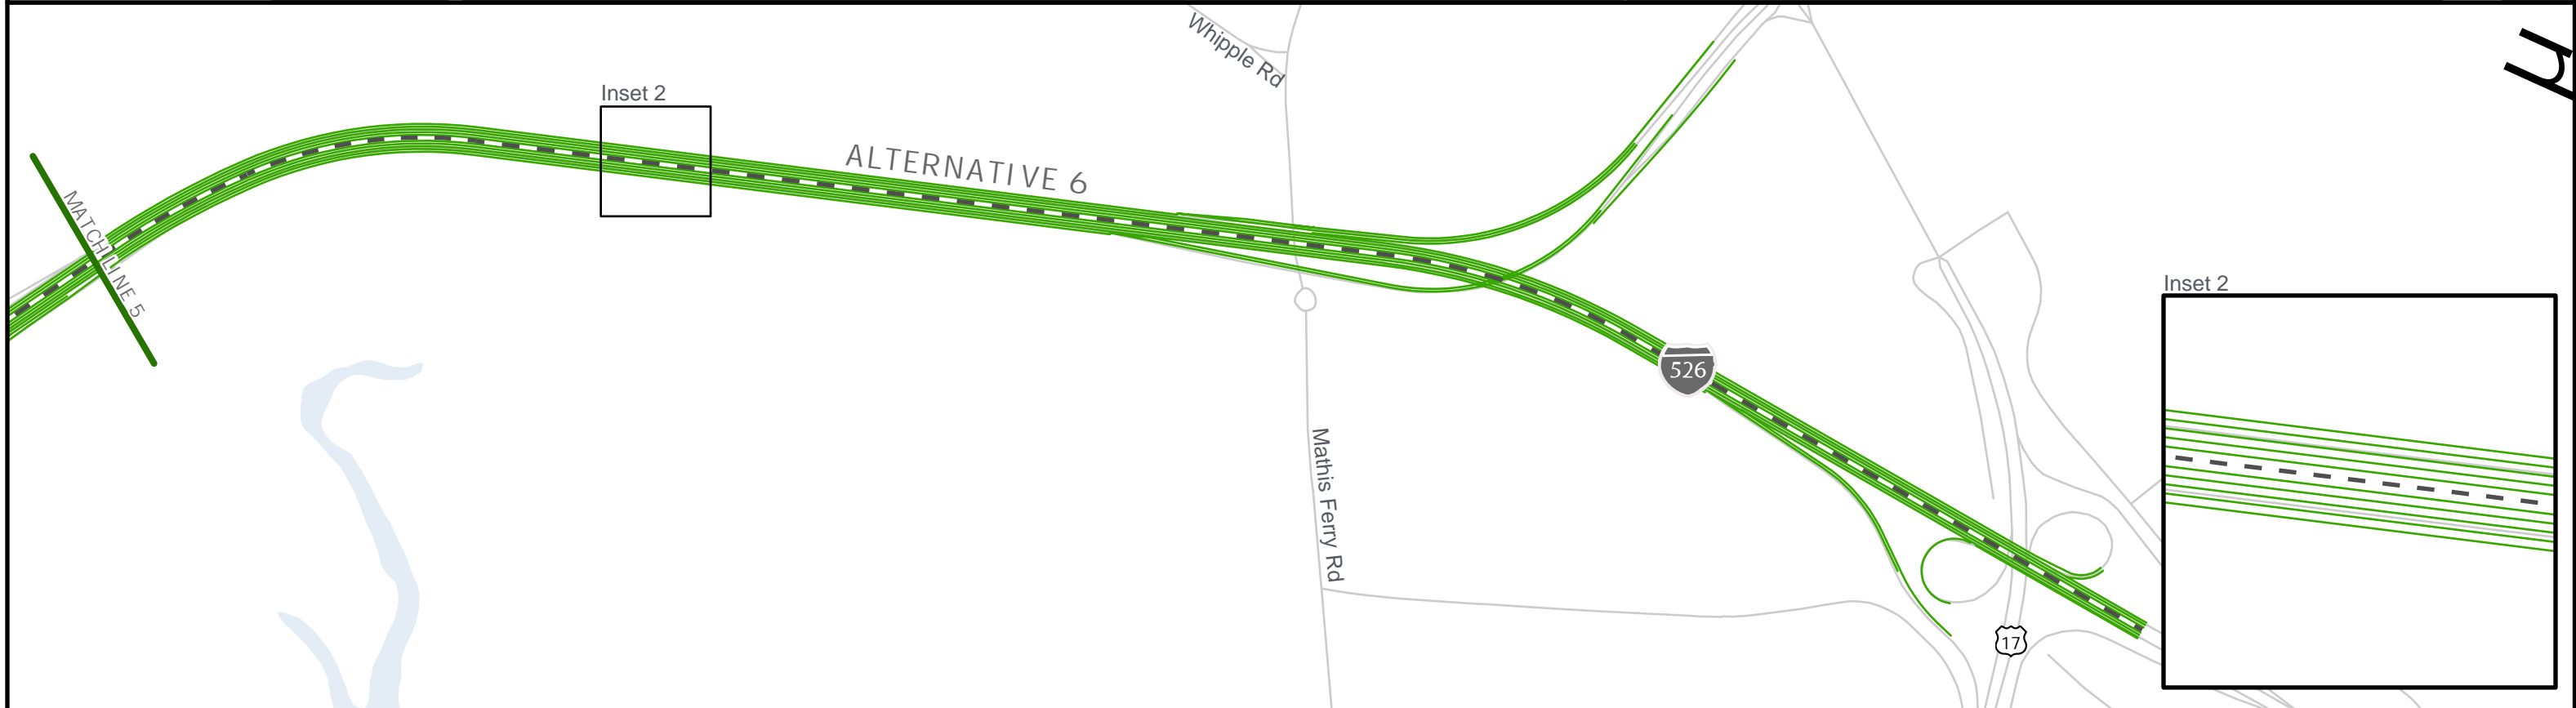 Whipple Rd
Inset 2
ALTERNATIVE 6
MATCHLINE 5
Inset 2
526
Mathis Ferry Rd
17